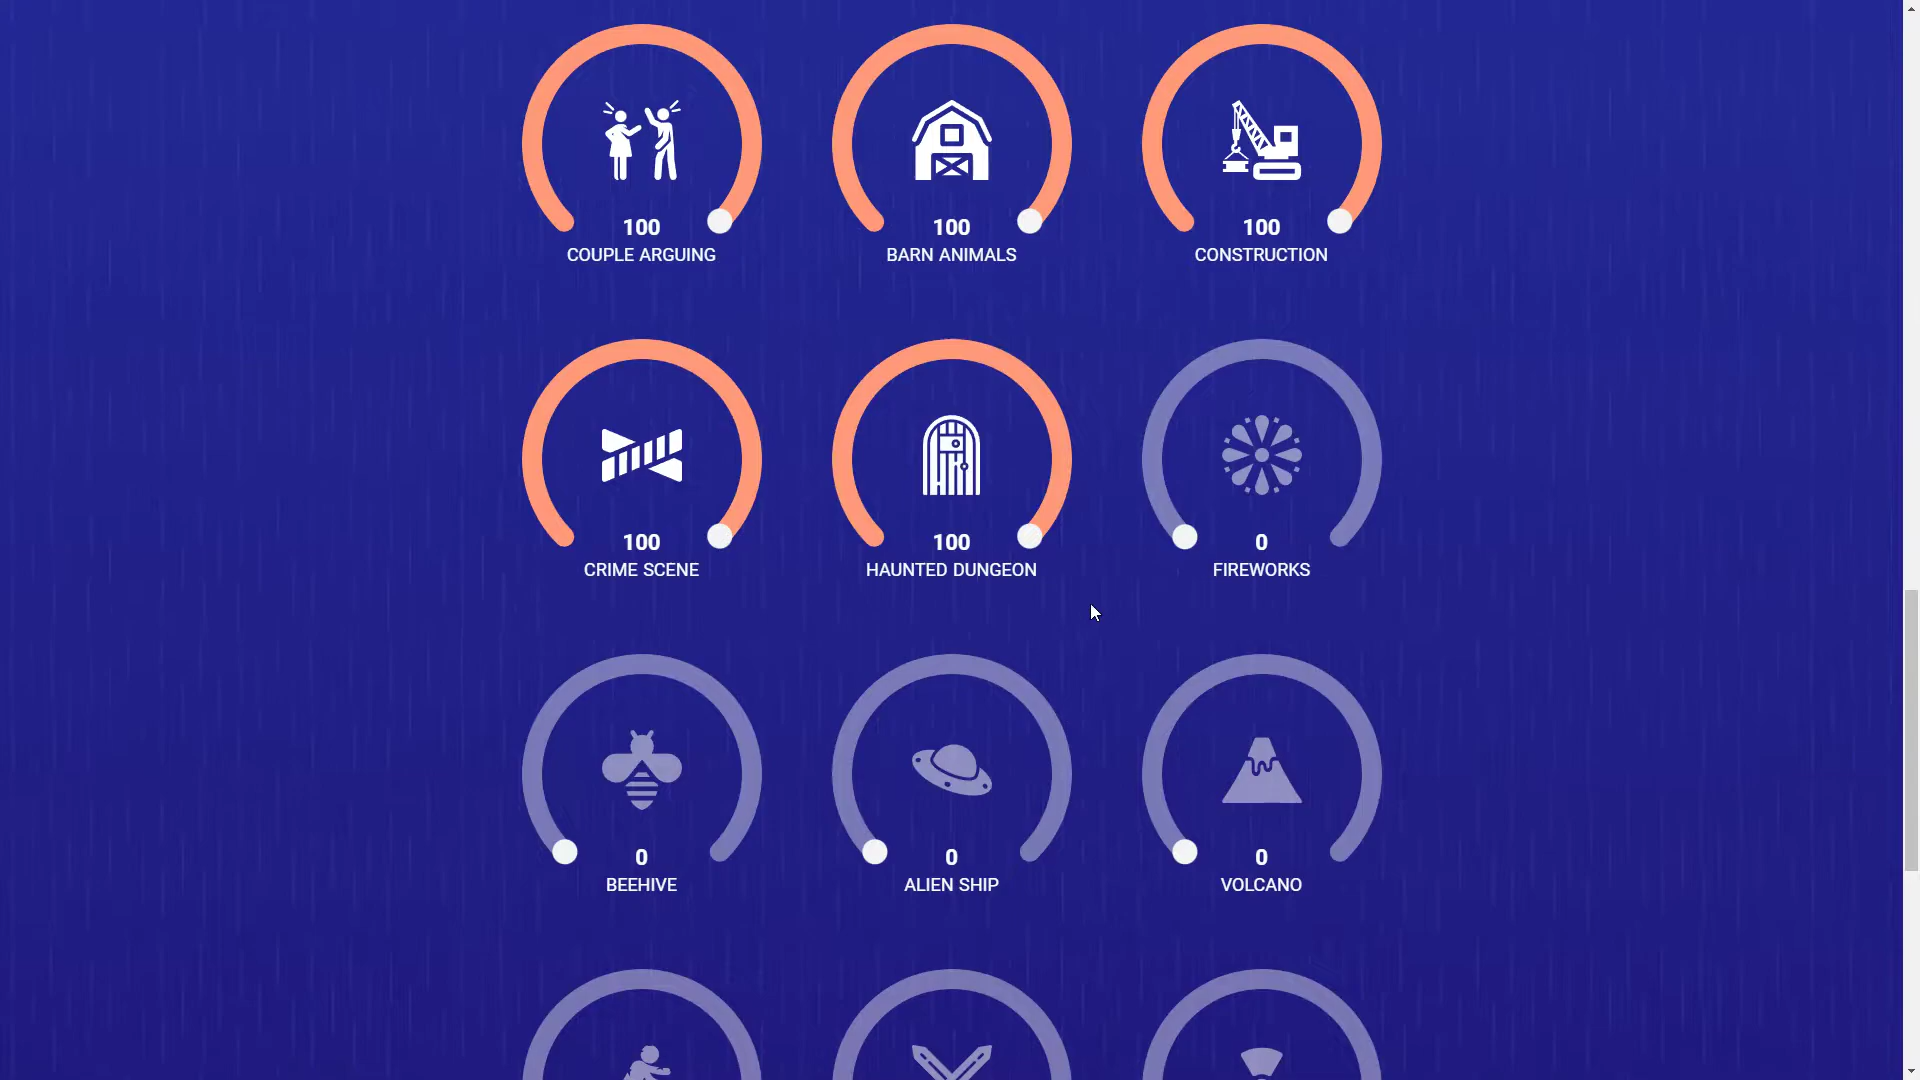 100
COUPLE ARGUING
100
BARN ANIMALS
100
CONSTRUCTION
100
CRIME SCENE
100
HAUNTED DUNGEON
0
FIREWORKS
0
BEEHIVE
0
ALIEN SHIP
0
VOLCANO